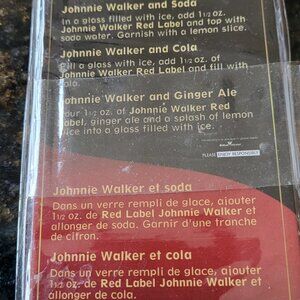 Johnnie Walker and Soda
In a glass filled with ice, add 1½ oz.
Johnnie Walker Red Label and top with
soda water. Garnish with a lemon slice.
Johnnie Walker and Cola
Fill a glass with ice, add 1½ oz. of
Johnnie Walker Red Label and fill with
cola.
Johnnie Walker and Ginger Ale
Pour 1½ oz. of Johnnie Walker Red
Label, ginger ale and a splash of lemon
juice into a glass filled with ice.
PLEASE ENJOY RESPONSIBLY.
Johnnie Walker et soda
Dans un verre rempli de glace, ajouter
1½ oz. de Red Label Johnnie Walker et
allonger de soda. Garnir d'une tranche
de citron.
Johnnie Walker et cola
Dans un verre rempli de glace, ajouter
1½ oz. de Red Label Johnnie Walker et
allonger de cola.